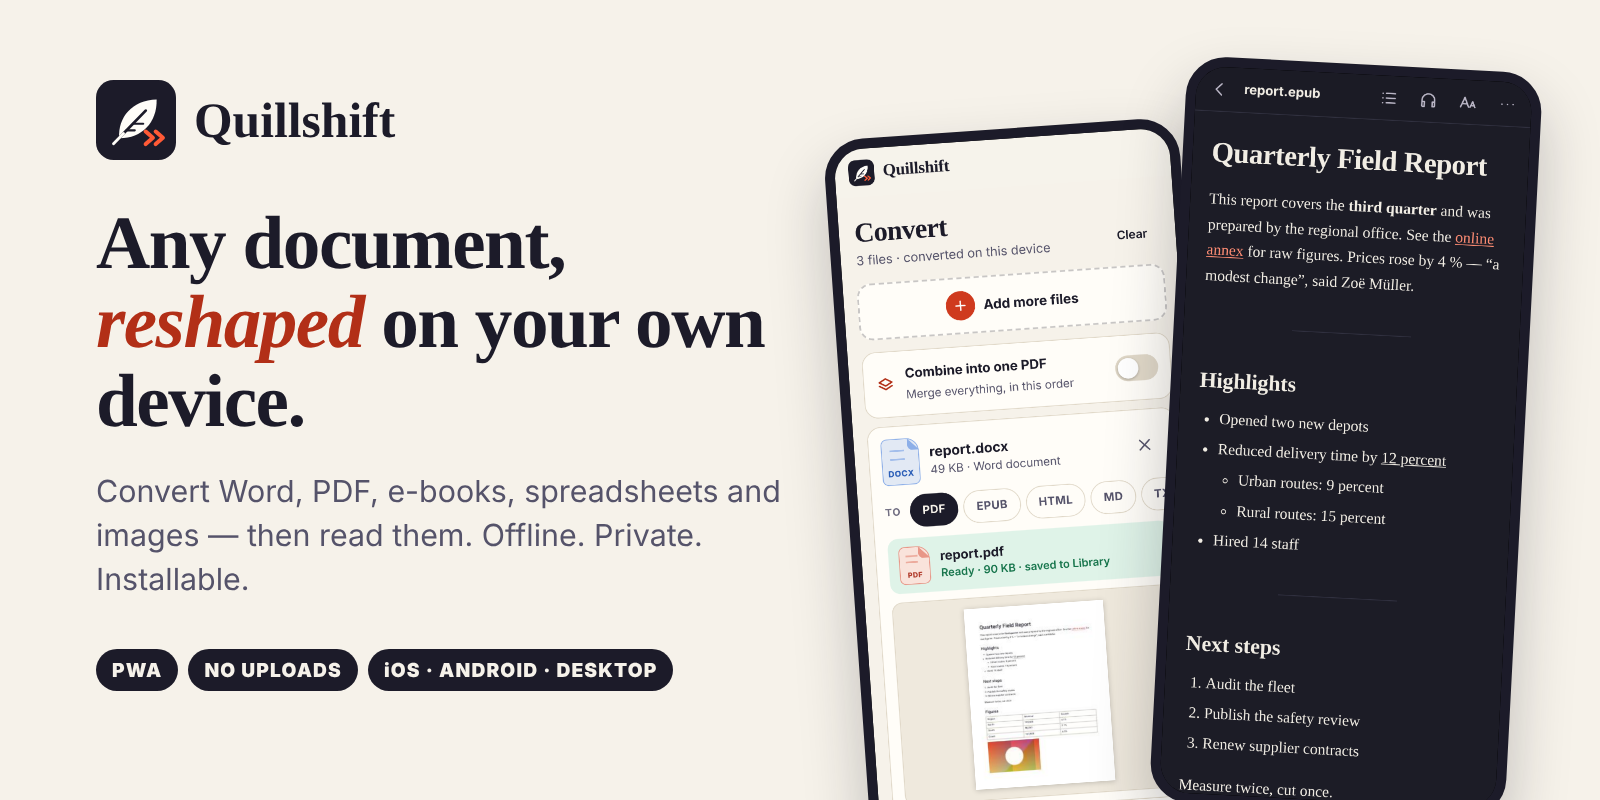 Quillshift
Any document,
reshaped on your own
device.
Convert Word, PDF, e-books, spreadsheets and
images — then read them. Offline. Private.
Installable.
PWA
NO UPLOADS
iOS · ANDROID · DESKTOP
Quillshift
Convert
3 files · converted on this device
Clear
Add more files
Combine into one PDF
Merge everything, in this order
DOCX
report.docx
49 KB · Word document
TO
PDF
EPUB
HTML
MD
PDF
report.pdf
Ready · 90 KB · saved to Library
Quarterly Field Report
Highlights
Next steps
Figures
report.epub
Quarterly Field Report
This report covers the third quarter and was
prepared by the regional office. See the online
annex for raw figures. Prices rose by 4 % — “a
modest change”, said Zoë Müller.
Highlights
• Opened two new depots
• Reduced delivery time by 12 percent
◦ Urban routes: 9 percent
◦ Rural routes: 15 percent
• Hired 14 staff
Next steps
1. Audit the fleet
2. Publish the safety review
3. Renew supplier contracts
Measure twice, cut once.